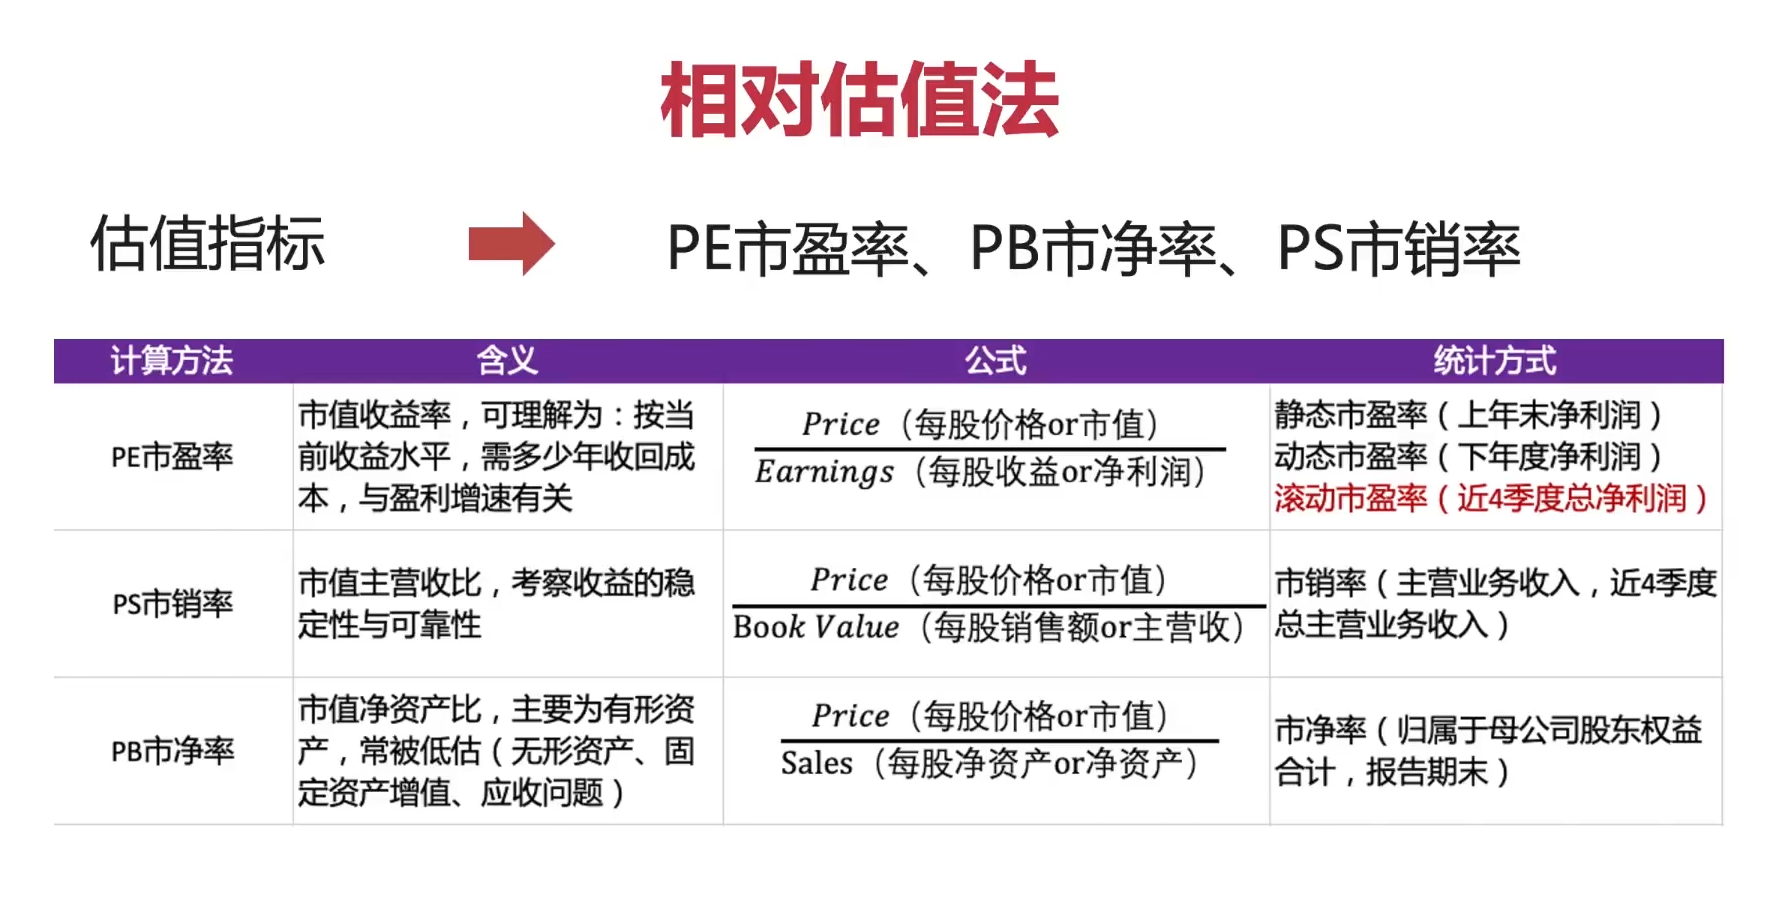 相对估值法
估值指标
PE市盈率、PB市净率、PS市销率
计算方法 含义 公式 统计方式
PE市盈率
市值收益率，可理解为：按当
前收益水平，需多少年收回成
本，与盈利增速有关
Price（每股价格or市值）
Earnings（每股收益or净利润）
静态市盈率（上年末净利润）
动态市盈率（下年度净利润）
滚动市盈率（近4季度总净利润）
PS市销率
市值主营收比，考察收益的稳
定性与可靠性
Price（每股价格or市值）
Book Value（每股销售额or主营收）
市销率（主营业务收入，近4季度
总主营业务收入）
PB市净率
市值净资产比，主要为有形资
产，常被低估（无形资产、固
定资产增值、应收问题）
Price（每股价格or市值）
Sales（每股净资产or净资产）
市净率（归属于母公司股东权益
合计，报告期末）